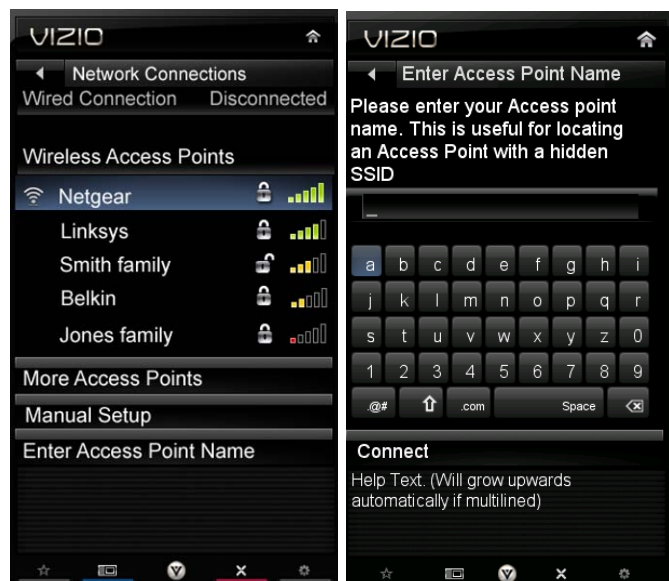 VIZIO
Network Connections
Wired Connection Disconnected
Wireless Access Points
Netgear
Linksys
Smith family
Belkin
Jones family
More Access Points
Manual Setup
Enter Access Point Name
VIZIO
Enter Access Point Name
Please enter your Access point
name. This is useful for locating
an Access Point with a hidden
SSID
_
a b c d e f g h i
j k l m n o p q r
s t u v w x y z 0
1 2 3 4 5 6 7 8 9
.@# .com Space
Connect
Help Text. (Will grow upwards
automatically if multilined)